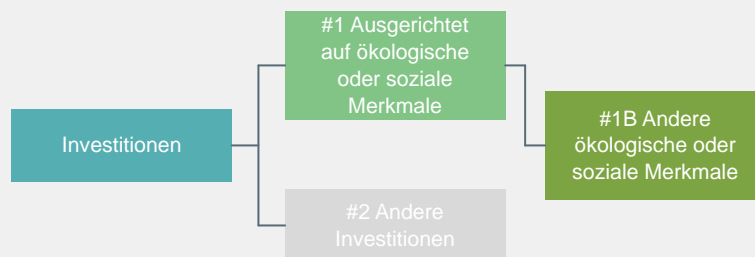 #1 Ausgerichtet
auf ökologische
oder soziale
Merkmale
Investitionen
#1B Andere
ökologische oder
soziale Merkmale
#2 Andere
Investitionen